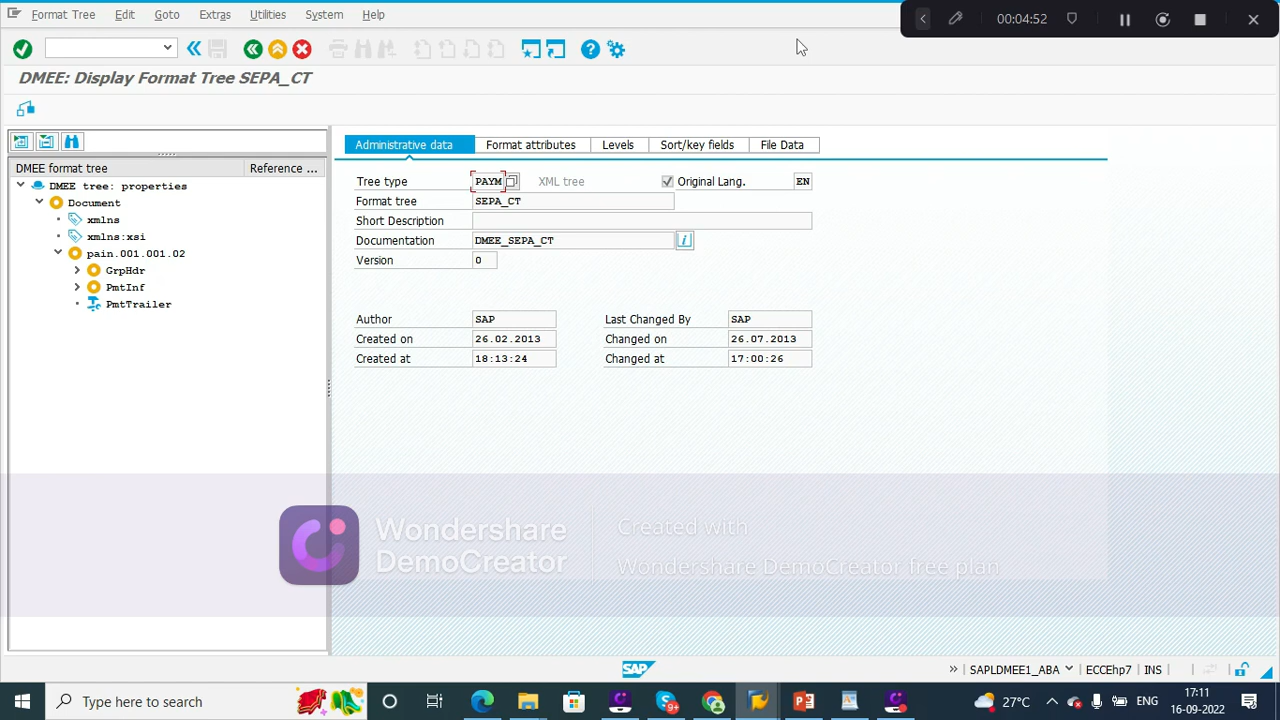 Format Tree Edit Goto Extras Utilities System Help
00:04:52
DMEE: Display Format Tree SEPA_CT
DMEE format tree Reference ...
DMEE tree: properties
Document
xmlns
xmlns:xsi
pain.001.001.02
GrpHdr
PmtInf
PmtTrailer
Administrative data Format attributes Levels Sort/key fields File Data
Tree type PAYM XML tree Original Lang. EN
Format tree SEPA_CT
Short Description
Documentation DMEE_SEPA_CT
Version 0
Author SAP Last Changed By SAP
Created on 26.02.2013 Changed on 26.07.2013
Created at 18:13:24 Changed at 17:00:26
Wondershare DemoCreator
Created with
Wondershare DemoCreator free plan
SAP
SAPLDMEE1_ABA ECCEhp7 INS
Type here to search
27°C
ENG
17:11
16-09-2022